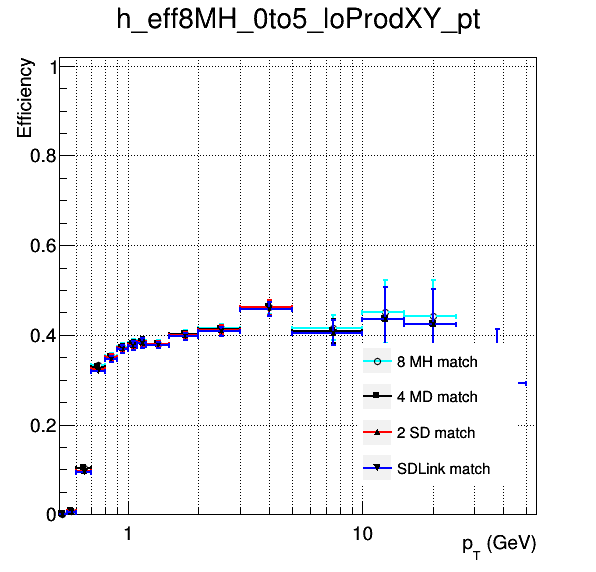 h_eff8MH_0to5_loProdXY_pt
Efficiency
1
0.8
0.6
0.4
0.2
0
8 MH match
4 MD match
2 SD match
SDLink match
1
10
p_T (GeV)